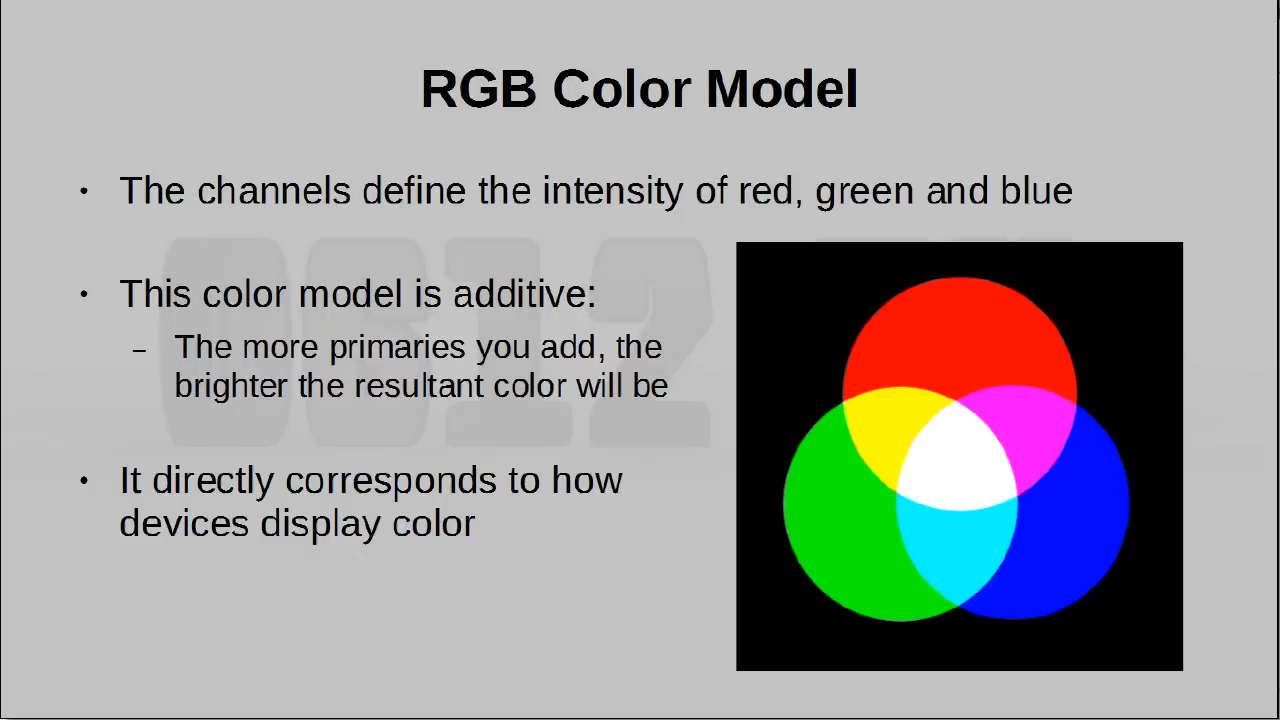 RGB Color Model
• The channels define the intensity of red, green and blue
• This color model is additive:
– The more primaries you add, the
brighter the resultant color will be
• It directly corresponds to how
devices display color